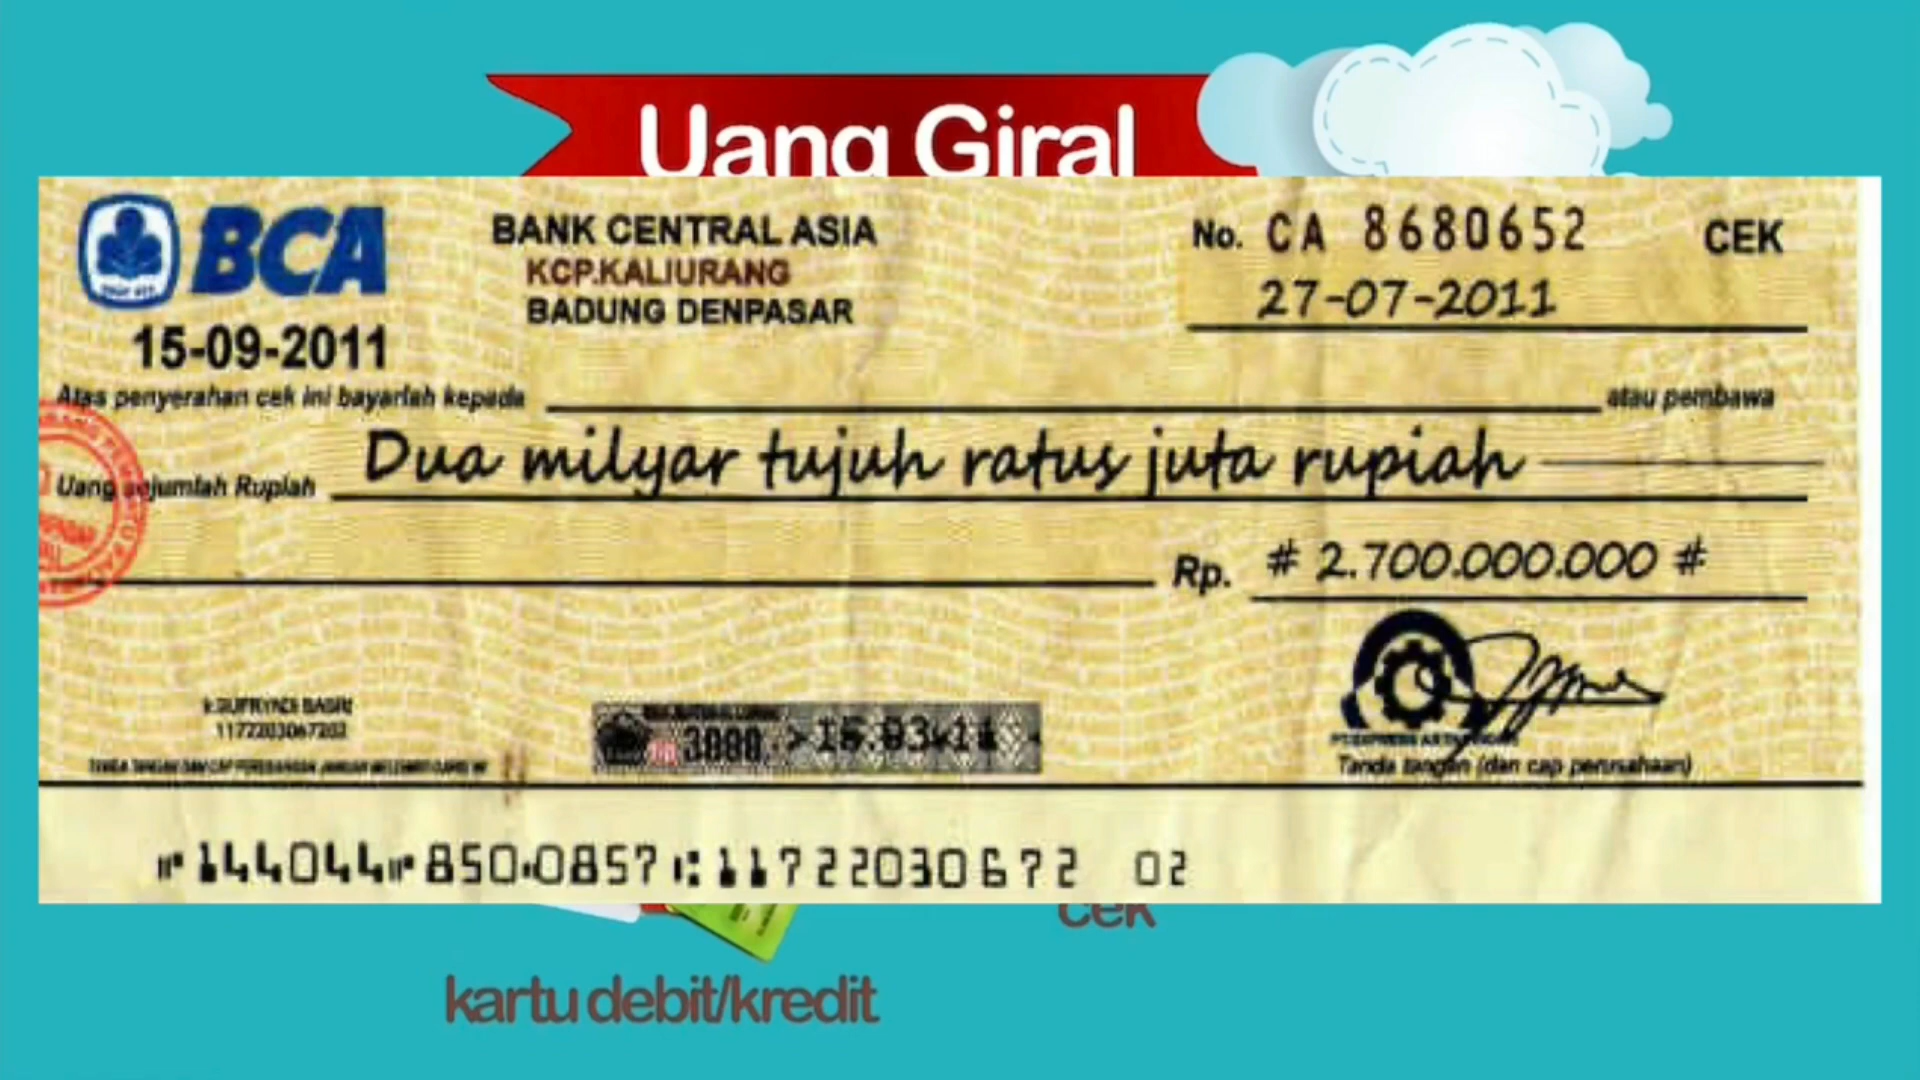 Uang Giral
BCA
BANK CENTRAL ASIA
KCP.KALIURANG
BADUNG DENPASAR
No. CA 8680652
CEK
27-07-2011
15-09-2011
Atas penyerahan cek ini bayarlah kepada
atau pembawa
Dua milyar tujuh ratus juta rupiah
Uang sejumlah Rupiah
Rp. # 2.700.000.000 #
3000
Tanda tangan (dan cap perusahaan)
144044 850 0857 11722030672 02
cek
kartu debit/kredit